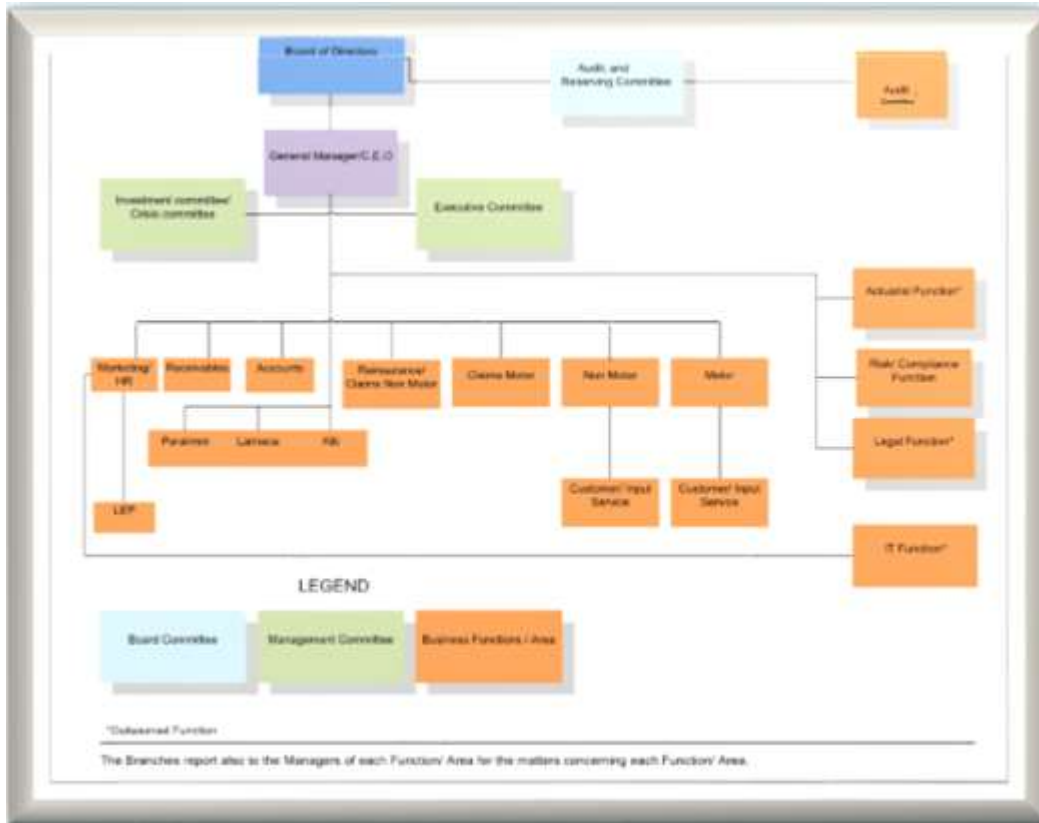 Board of Directors
Audit, and
Reserving Committee
Audit
General Manager/C.E.O
Investment committee/
Crisis committee
Executive Committee
Actuarial Function*
Marketing/
HR
Receivables
Accounts
Reinsurance/
Claims Non Motor
Claims Motor
Non Motor
Motor
Risk/ Compliance
Function
Legal Function*
Paralimni
Larnaca
Customer/ Input
Service
Customer/ Input
Service
IT Function*
LEGEND
Board Committee
Management Committee
Business Functions / Area
*Outsourced Function
The Branches report also to the Managers of each Function/ Area for the matters concerning each Function/ Area.